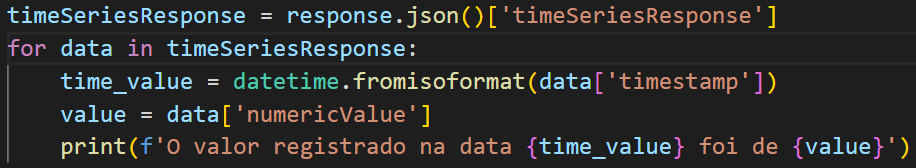 timeSeriesResponse = response.json()['timeSeriesResponse']
for data in timeSeriesResponse:
    time_value = datetime.fromisoformat(data['timestamp'])
    value = data['numericValue']
    print(f'O valor registrado na data {time_value} foi de {value}')